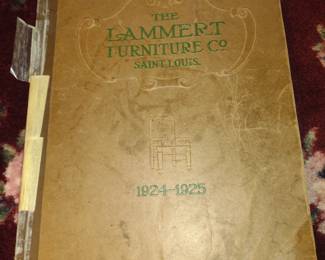 THE
LAMMERT
FURNITURE CO
SAINT LOUIS.
1924-1925